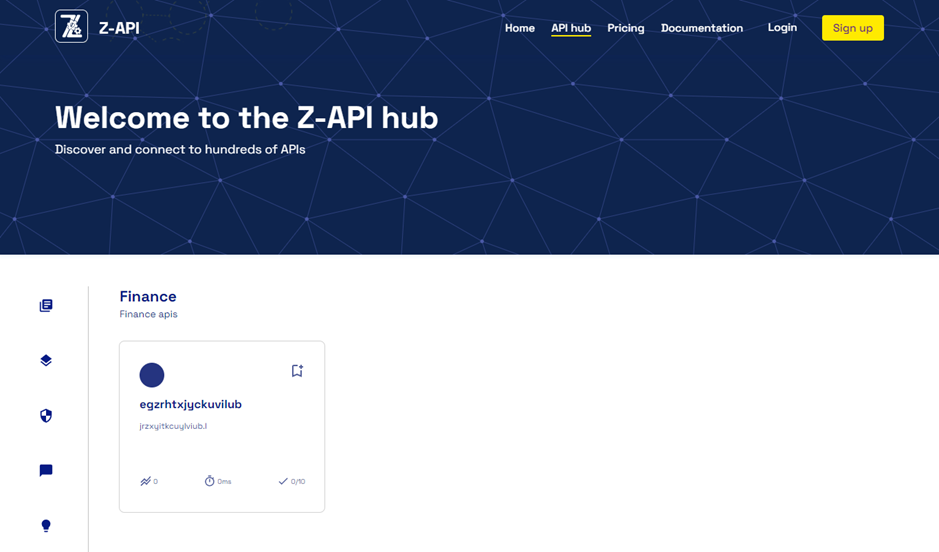 Z-API
Home API hub Pricing Documentation Login Sign up
Welcome to the Z-API hub
Discover and connect to hundreds of APIs
Finance
Finance apis
egzrhtxjyckuvilub
jrzxyitkcuylviub.l
0 0ms 0/10